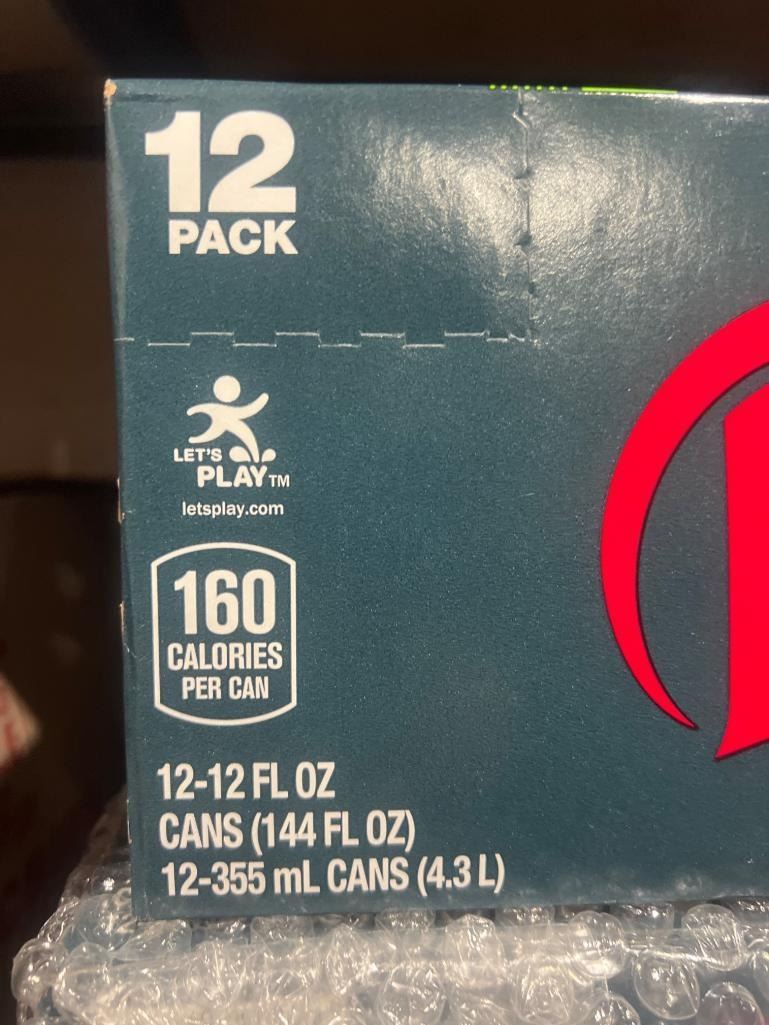 12
PACK
LET'S
PLAY™
letsplay.com
160
CALORIES
PER CAN
12-12 FL OZ
CANS (144 FL OZ)
12-355 mL CANS (4.3 L)